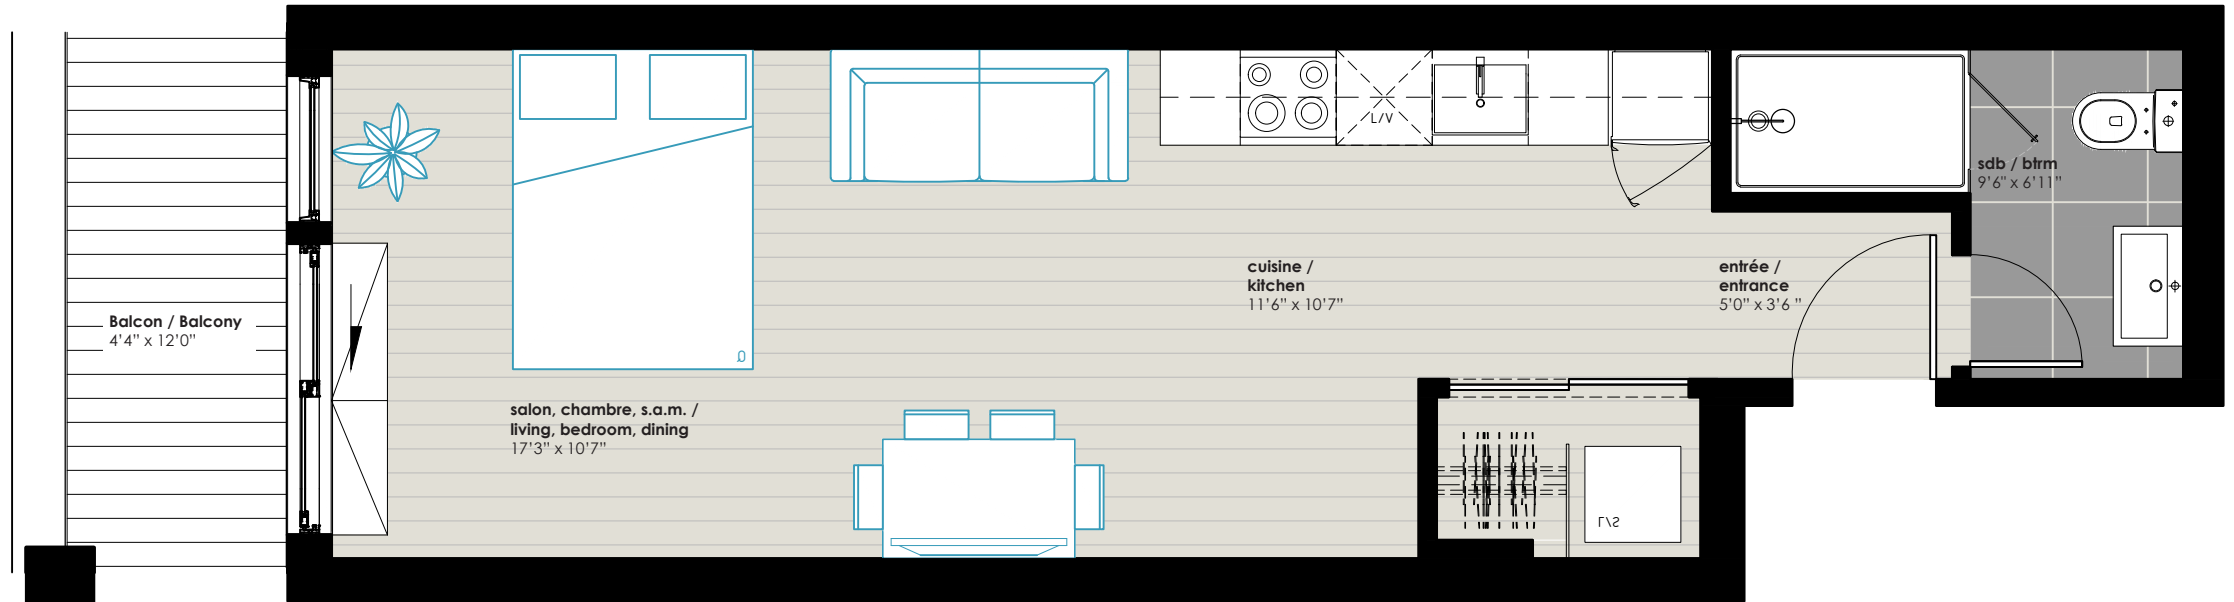 Balcon / Balcony
4'4" x 12'0"
salon, chambre, s.a.m. /
living, bedroom, dining
17'3" x 10'7"
cuisine /
kitchen
11'6" x 10'7"
L/V
entrée /
entrance
5'0" x 3'6 "
sdb / btrm
9'6" x 6'11"
L/S